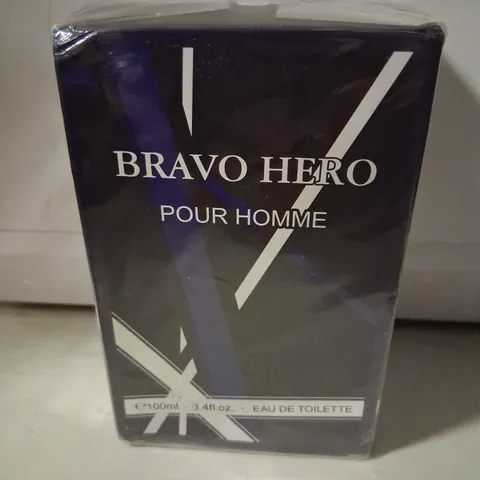 BRAVO HERO
POUR HOMME
℮100ml - 3.4fl.oz. - EAU DE TOILETTE